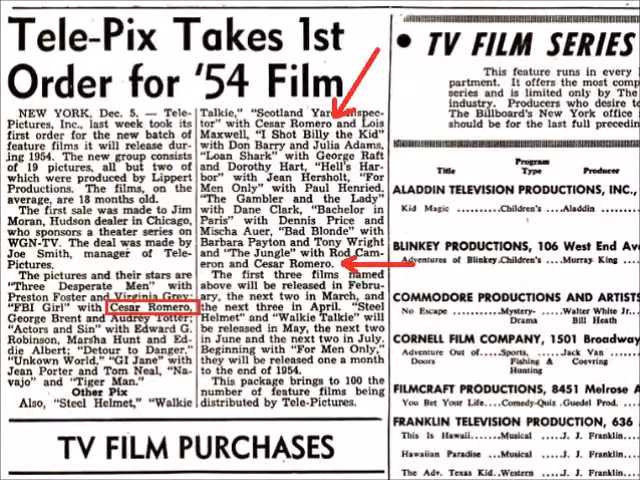 Tele-Pix Takes 1st
Order for '54 Film
NEW YORK, Dec. 5. — Tele-
Pictures, Inc., last week took its
first order for the new batch of
feature films it will release dur-
ing 1954. The new group consists
of 19 pictures, all but two of
which were produced by Lippert
Productions. The films, on the
average, are 18 months old.
The first sale was made to Jim
Moran, Hudson dealer in Chicago,
who sponsors a theater series on
WGN-TV. The deal was made by
Joe Smith, manager of Tele-
Pictures.
The pictures and their stars are
"Three Desperate Men" with
Preston Foster and Virginia Grey;
"FBI Girl" with Cesar Romero,
George Brent and Audrey Totter;
"Actors and Sin" with Edward G.
Robinson, Marsha Hunt and Ed-
die Albert; "Detour to Danger."
"Unkown World," "GI Jane" with
Jean Porter and Tom Neal, "Na-
vajo" and "Tiger Man."
Other Pix
Also, "Steel Helmet," "Walkie
Talkie," "Scotland Yard Inspec-
tor" with Cesar Romero and Lois
Maxwell, "I Shot Billy the Kid"
with Don Barry and Julia Adams,
"Loan Shark" with George Raft
and Dorothy Hart, "Hell's Har-
bor" with Jean Hersholt, "For
Men Only" with Paul Henried,
"The Gambler and the Lady"
with Dane Clark, "Bachelor in
Paris" with Dennis Price and
Mischa Auer, "Bad Blonde" with
Barbara Payton and Tony Wright
and "The Jungle" with Rod Cam-
eron and Cesar Romero.
The first three films named
above will be released in Febru-
ary, the next two in March, and
the next three in April. "Steel
Helmet" and "Walkie Talkie" will
be released in May, the next two
in June and the next two in July.
Beginning with "For Men Only,"
they will be released one a month
to the end of 1954.
This package brings to 100 the
number of feature films being
distributed by Tele-Pictures.
TV FILM PURCHASES
• TV FILM SERIES
This feature runs in every
partment. It offers the most comp
series and is limited only by The
industry. Producers who desire to
The Billboard's New York office
should be for the last full precedin
Title Program Type Producer
ALADDIN TELEVISION PRODUCTIONS, INC.,
Kid Magic ......Children's ..Aladdin
BLINKEY PRODUCTIONS, 106 West End Ave
Adventures of Blinkey.Children's ..Murray King
COMMODORE PRODUCTIONS AND ARTIST
No Escape ......Mystery- ..Walter White Jr.
Drama Bill Heath
CORNELL FILM COMPANY, 1501 Broadway
Adventure Out of...Sports, ..Jack Van
Doors Fishing & Coevering
Hunting
FILMCRAFT PRODUCTIONS, 8451 Melrose A
You Bet Your Life....Comedy-Quiz .Guedel Prod.
FRANKLIN TELEVISION PRODUCTION, 636
This Is Hawaii......Musical ..J. J. Franklin
Hawaiian Paradise ...Musical ..J. J. Franklin
The Adv. Texas Kid..Western ..J. J. Franklin